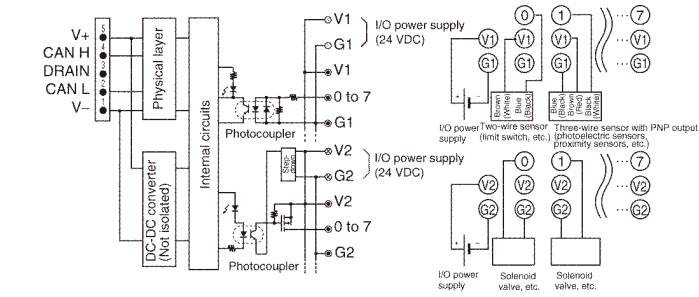 5
V+
4
CAN H
3
DRAIN
2
CAN L
1
V−
Physical layer
DC-DC converter
(Not isolated)
Internal circuits
Photocoupler
V1
G1
I/O power supply
(24 VDC)
V1
0 to 7
G1
Step-
down
V2
G2
I/O power supply
(24 VDC)
V2
0 to 7
G2
Photocoupler
0
1
7
V1
V1
V1
V1
G1
G1
G1
G1
Brown
(White)
Blue
(Black)
Blue
(Black)
Brown
(Red)
Black
(White)
I/O power
supply
Two-wire sensor
(limit switch, etc.)
Three-wire sensor with PNP output
(photoelectric sensors,
proximity sensors, etc.)
0
1
7
V2
V2
V2
V2
G2
G2
G2
G2
I/O power
supply
Solenoid
valve, etc.
Solenoid
valve, etc.